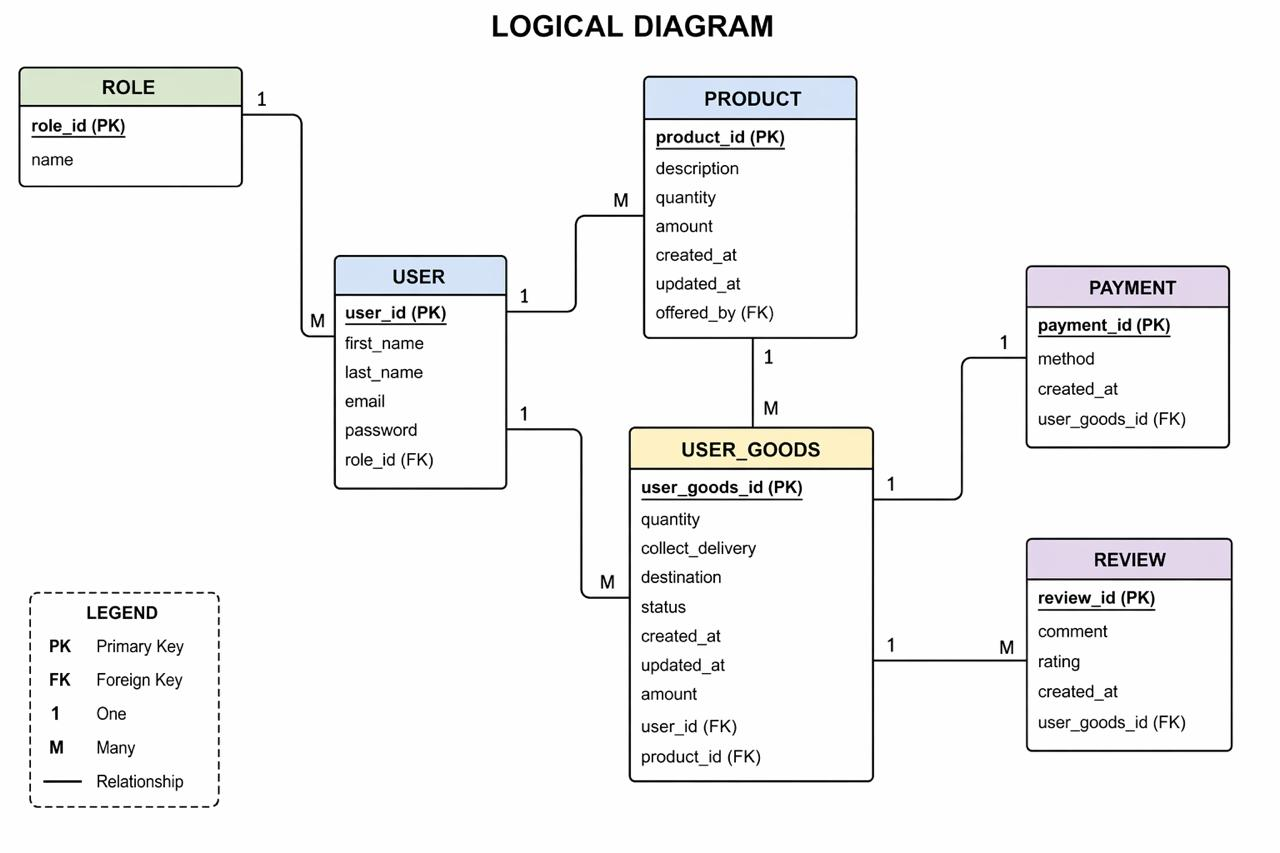 LOGICAL DIAGRAM
ROLE
role_id (PK)
name
1
M
USER
user_id (PK)
first_name
last_name
email
password
role_id (FK)
1
M
1
M
PRODUCT
product_id (PK)
description
quantity
amount
created_at
updated_at
offered_by (FK)
1
M
USER_GOODS
user_goods_id (PK)
quantity
collect_delivery
destination
status
created_at
updated_at
amount
user_id (FK)
product_id (FK)
1
1
PAYMENT
payment_id (PK)
method
created_at
user_goods_id (FK)
1
M
REVIEW
review_id (PK)
comment
rating
created_at
user_goods_id (FK)
LEGEND
PK Primary Key
FK Foreign Key
1 One
M Many
Relationship